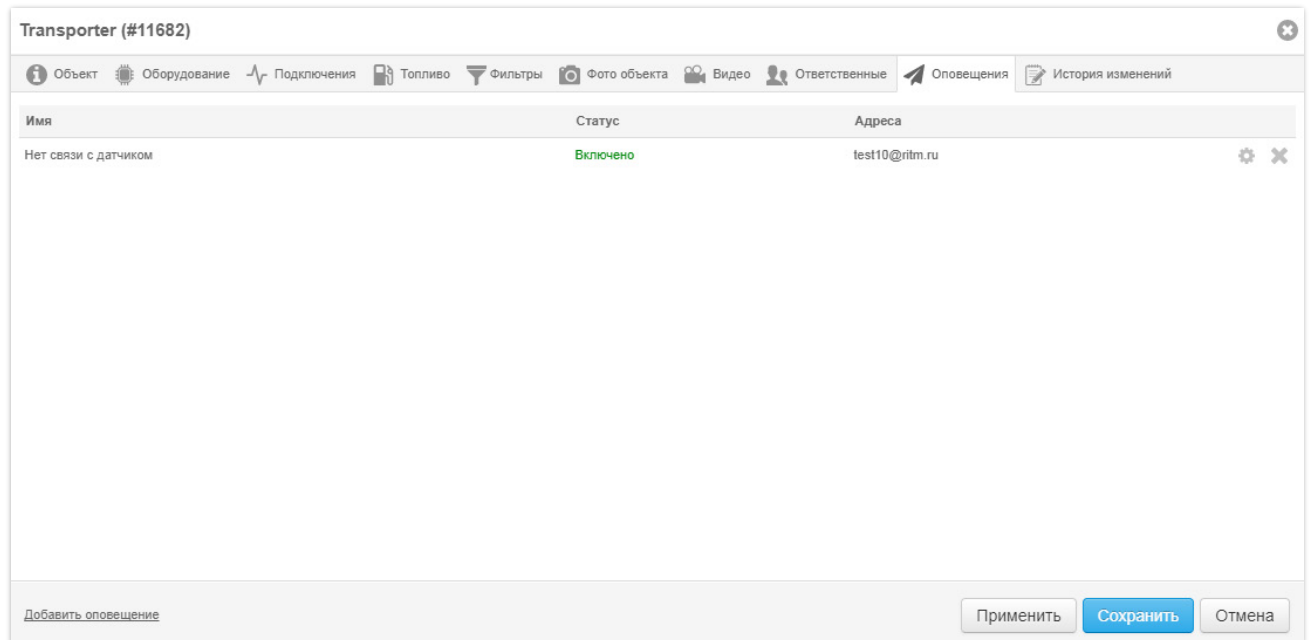 Transporter (#11682)
Объект Оборудование Подключения Топливо Фильтры Фото объекта Видео Ответственные Оповещения История изменений
Имя Статус Адреса
Нет связи с датчиком Включено test10@ritm.ru
Добавить оповещение Применить Сохранить Отмена